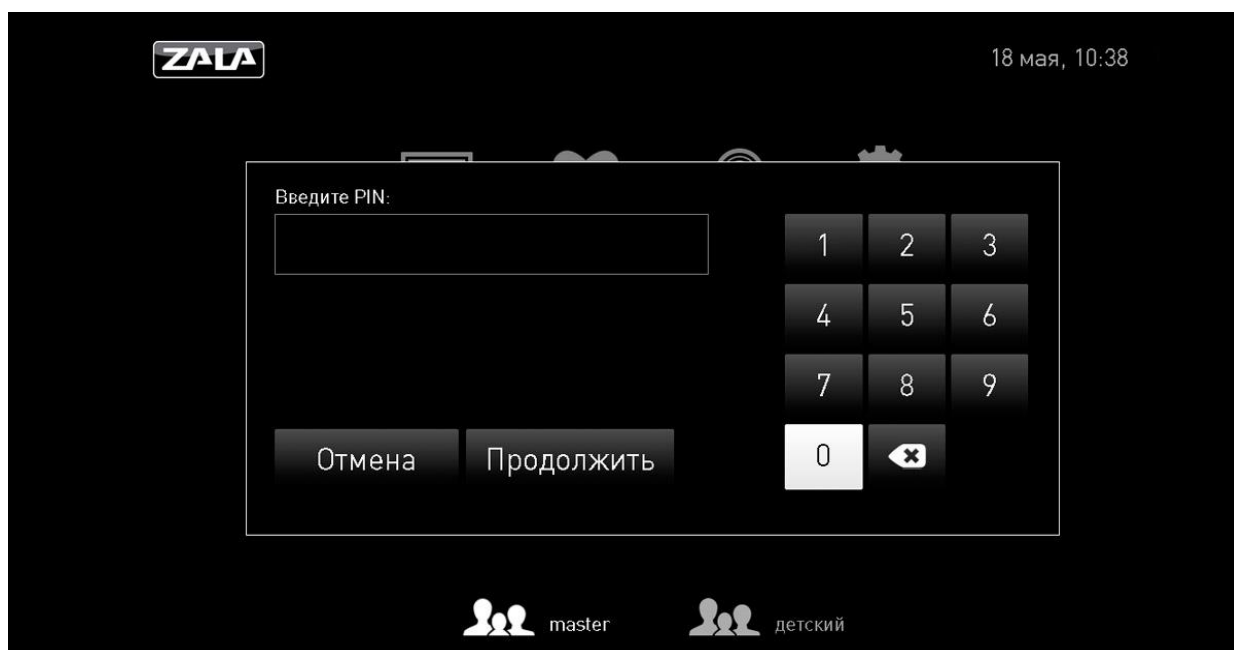 ZALA
18 мая, 10:38
Введите PIN:
1 2 3
4 5 6
7 8 9
Отмена Продолжить 0
master детский